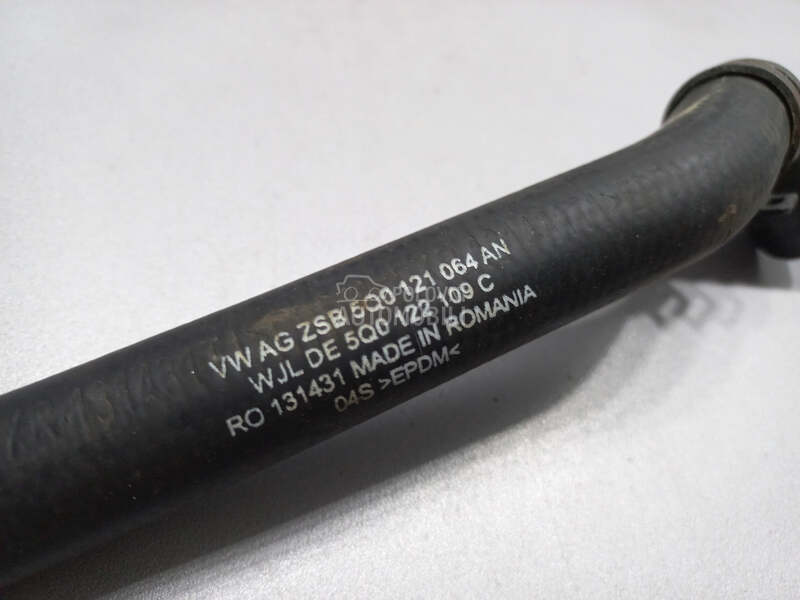 VW AG ZSB 5Q0 121 064 AN
WJL DE 5Q0 122 109 C
RO 131431 MADE IN ROMANIA
04S >EPDM<